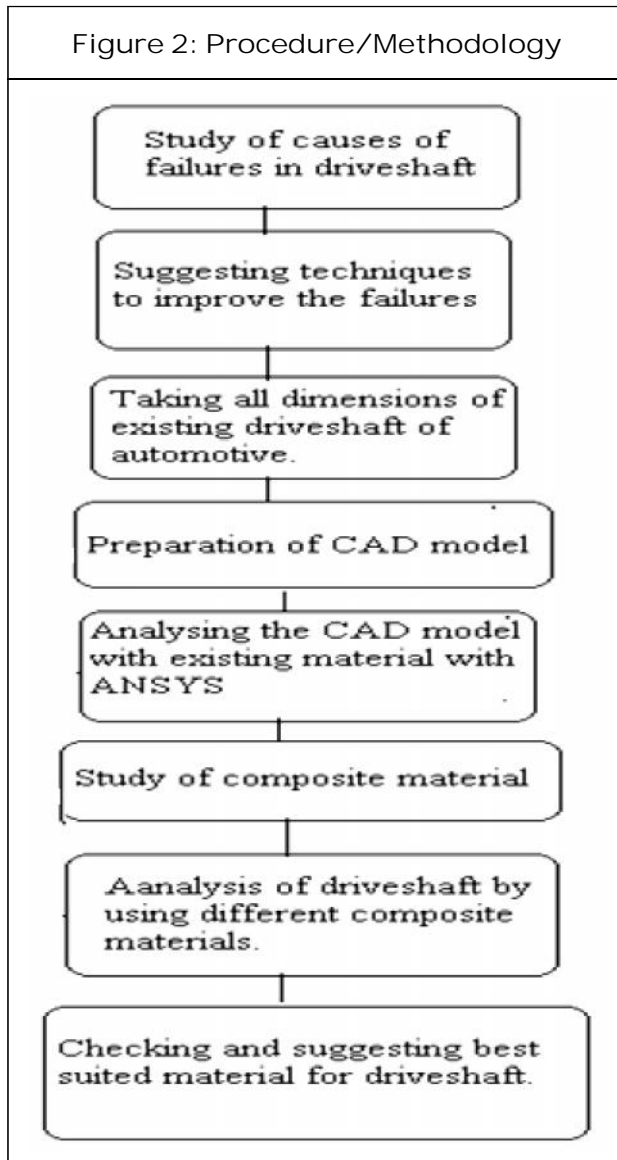 Figure 2: Procedure/Methodology
Study of causes of
failures in driveshaft
Suggesting techniques
to improve the failures
Taking all dimensions of
existing driveshaft of
automotive.
Preparation of CAD model
Analysing the CAD model
with existing material with
ANSYS
Study of composite material
Aanalysis of driveshaft by
using different composite
materials.
Checking and suggesting best
suited material for driveshaft.